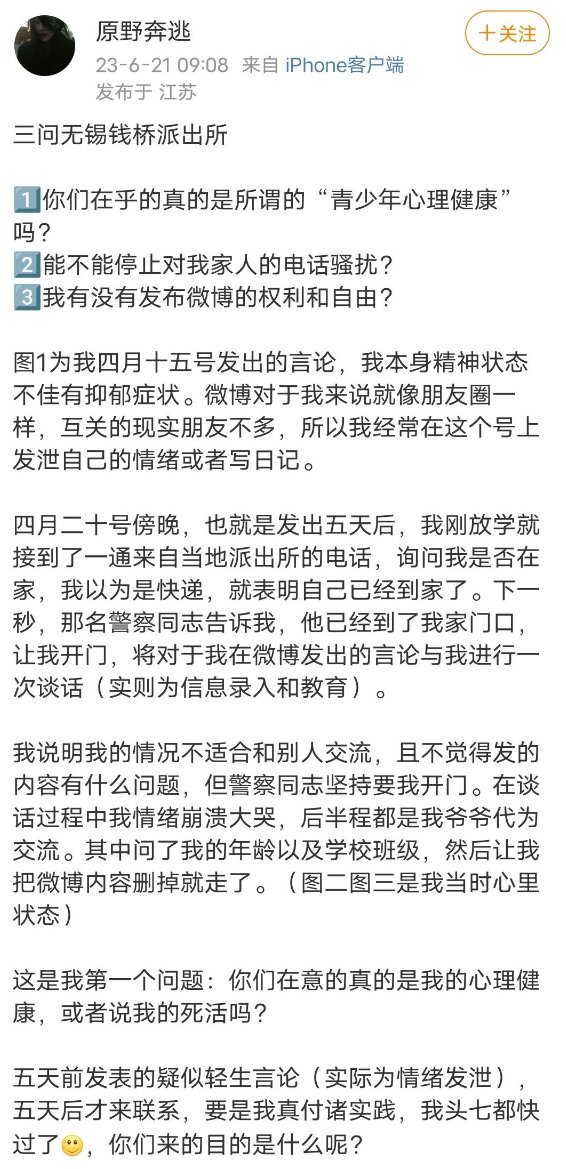 原野奔逃
+关注
23-6-21 09:08 来自 iPhone客户端
发布于 江苏
三问无锡钱桥派出所
1️⃣你们在乎的真的是所谓的“青少年心理健康”
吗？
2️⃣能不能停止对我家人的电话骚扰？
3️⃣我有没有发布微博的权利和自由？
图1为我四月十五号发出的言论，我本身精神状态
不佳有抑郁症状。微博对于我来说就像朋友圈一
样，互关的现实朋友不多，所以我经常在这个号上
发泄自己的情绪或者写日记。
四月二十号傍晚，也就是发出五天后，我刚放学就
接到了一通来自当地派出所的电话，询问我是否在
家，我以为是快递，就表明自己已经到家了。下一
秒，那名警察同志告诉我，他已经到了我家门口，
让我开门，将对于我在微博发出的言论与我进行一
次谈话（实则为信息录入和教育）。
我说明我的情况不适合和别人交流，且不觉得发的
内容有什么问题，但警察同志坚持要我开门。在谈
话过程中我情绪崩溃大哭，后半程都是我爷爷代为
交流。其中问了我的年龄以及学校班级，然后让我
把微博内容删掉就走了。（图二图三是我当时心里
状态）
这是我第一个问题：你们在意的真的是我的心理健
康，或者说我的死活吗？
五天前发表的疑似轻生言论（实际为情绪发泄），
五天后才来联系，要是我真付诸实践，我头七都快
过了🙂，你们来的目的是什么呢？